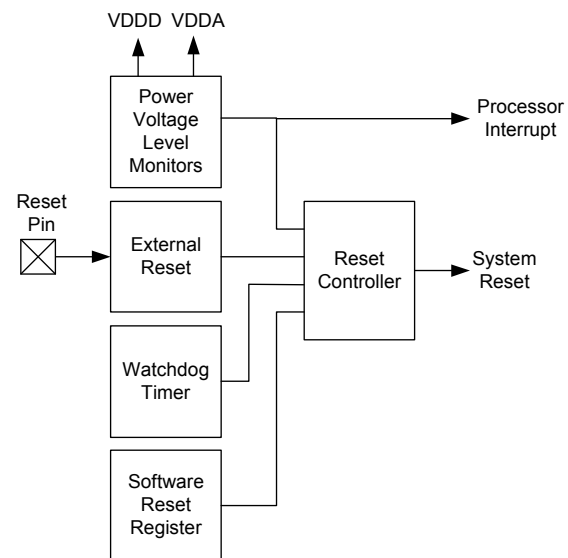 VDDD VDDA
Power
Voltage
Level
Monitors
Processor
Interrupt
Reset
Pin
External
Reset
Reset
Controller
System
Reset
Watchdog
Timer
Software
Reset
Register